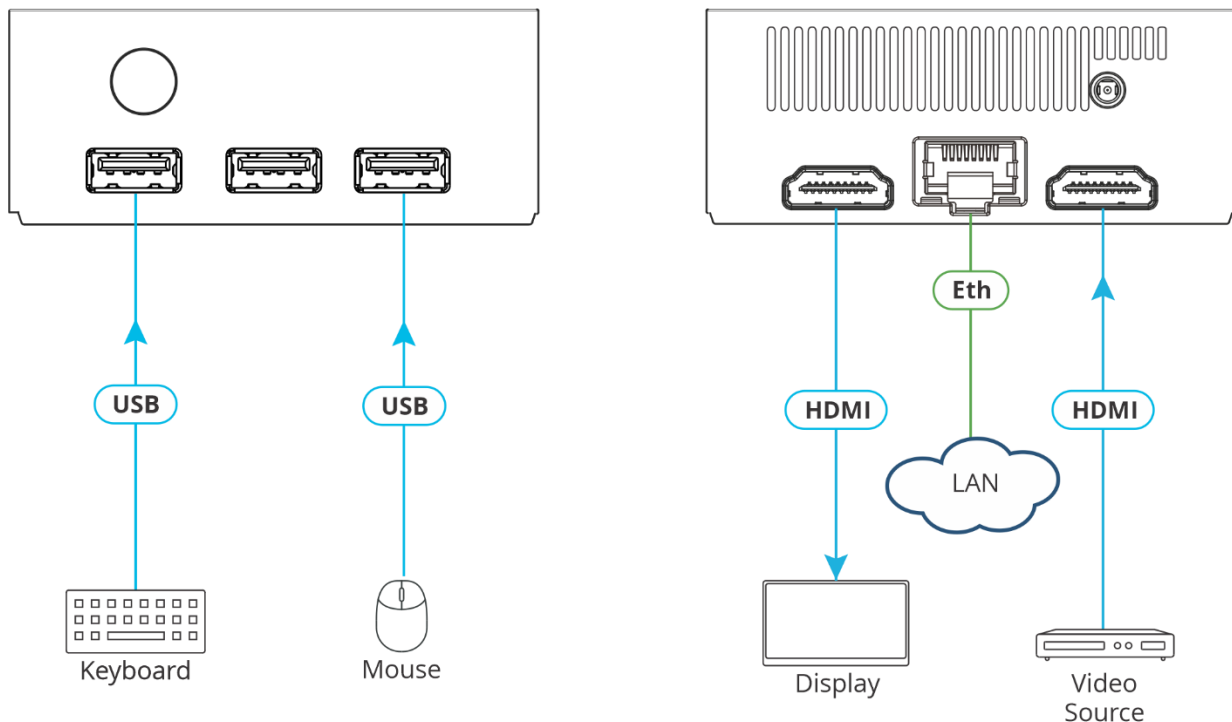 Eth
USB
USB
HDMI
HDMI
LAN
Keyboard
Mouse
Display
Video
Source